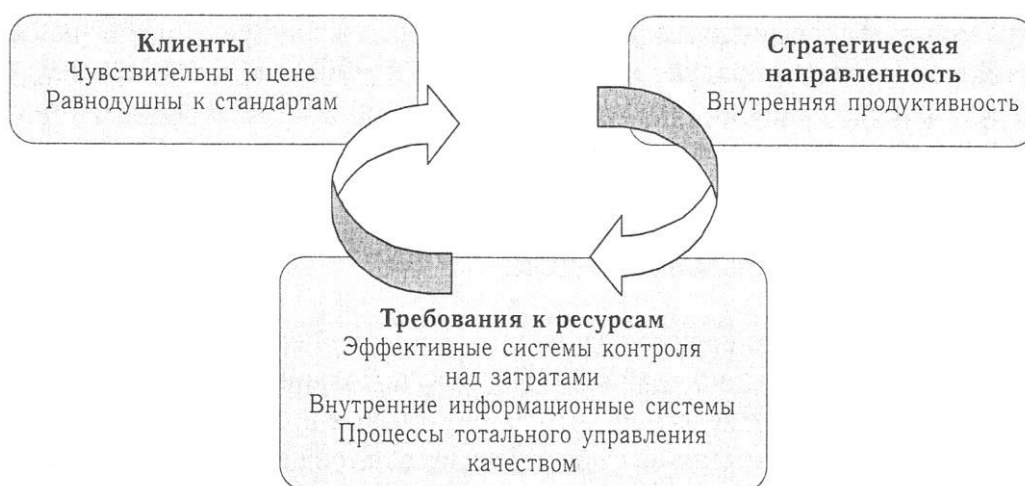 Клиенты
Чувствительны к цене
Равнодушны к стандартам
Стратегическая
направленность
Внутренняя продуктивность
Требования к ресурсам
Эффективные системы контроля
над затратами
Внутренние информационные системы
Процессы тотального управления
качеством